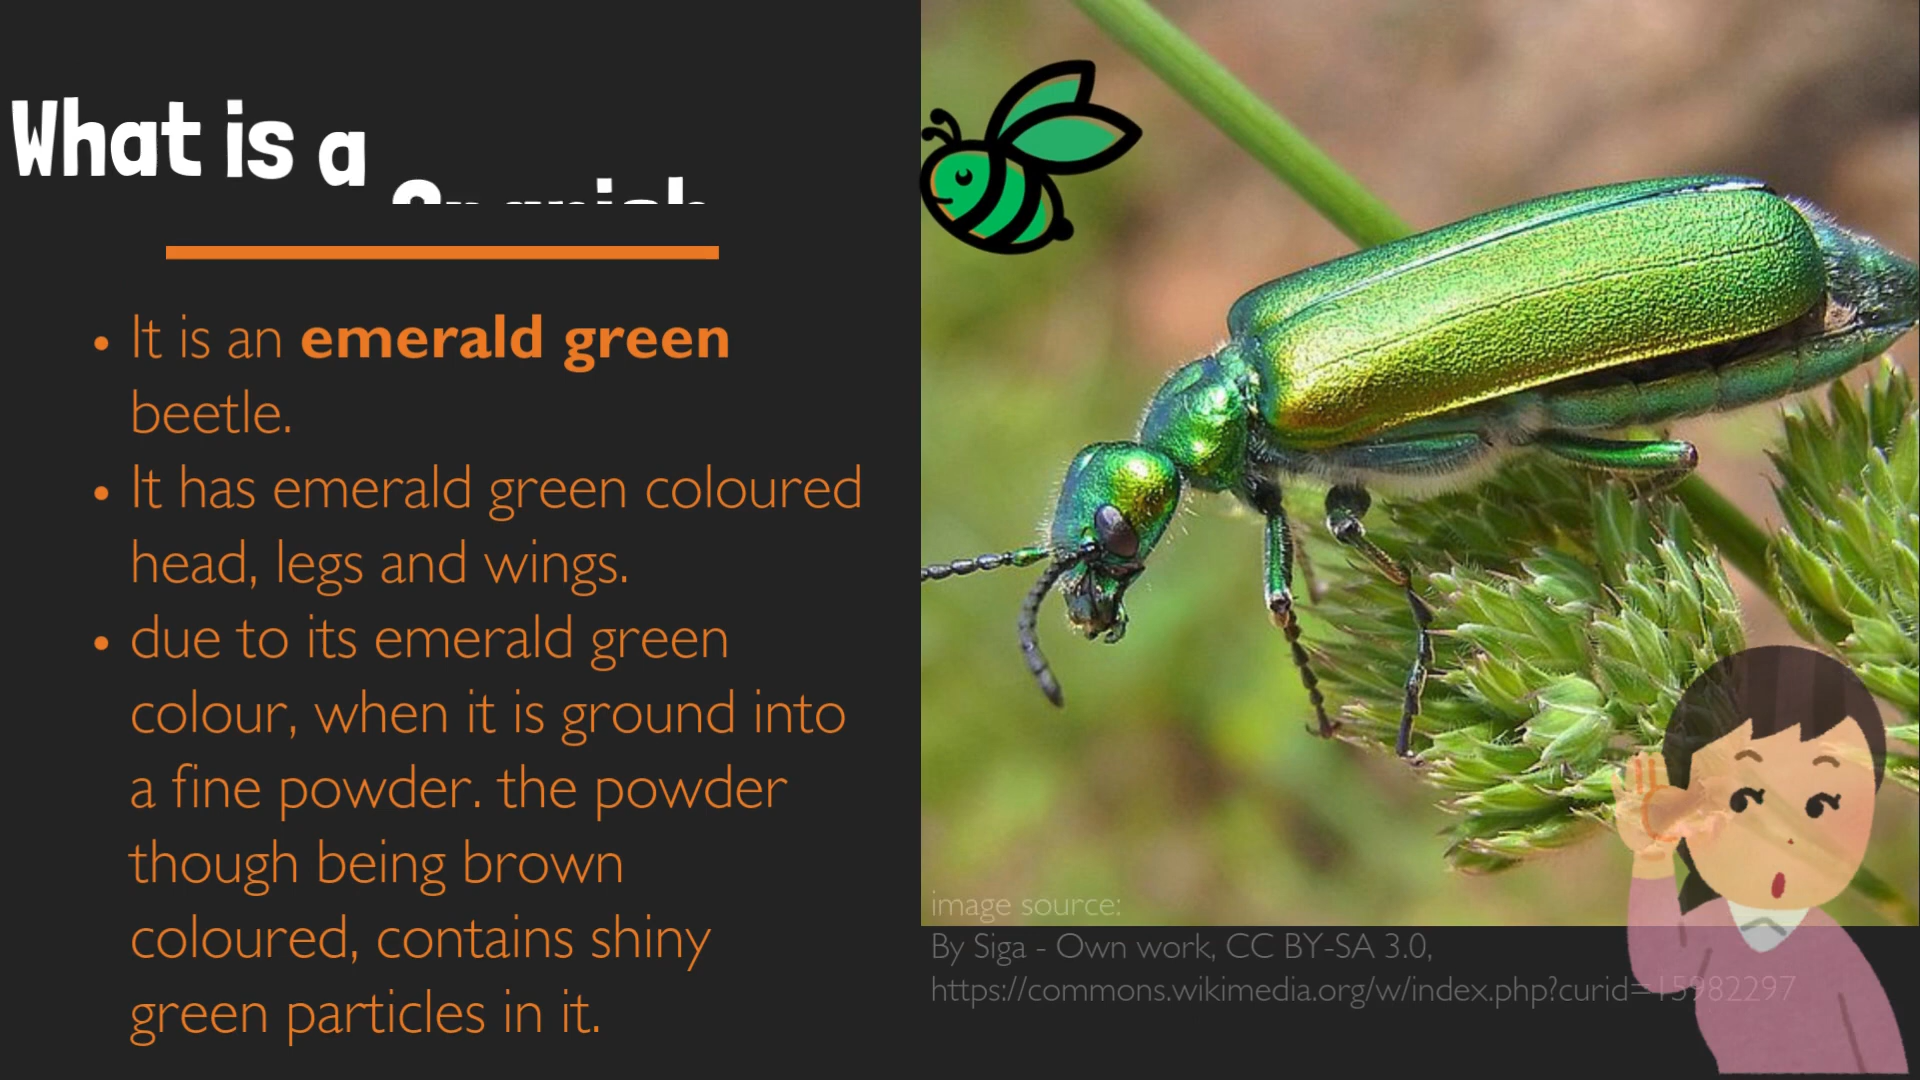 What is a
It is an emerald green
beetle.
It has emerald green coloured
head, legs and wings.
due to its emerald green
colour, when it is ground into
a fine powder. the powder
though being brown
coloured, contains shiny
green particles in it.
image source:
By Siga - Own work, CC BY-SA 3.0,
https://commons.wikimedia.org/w/index.php?curid=15982297